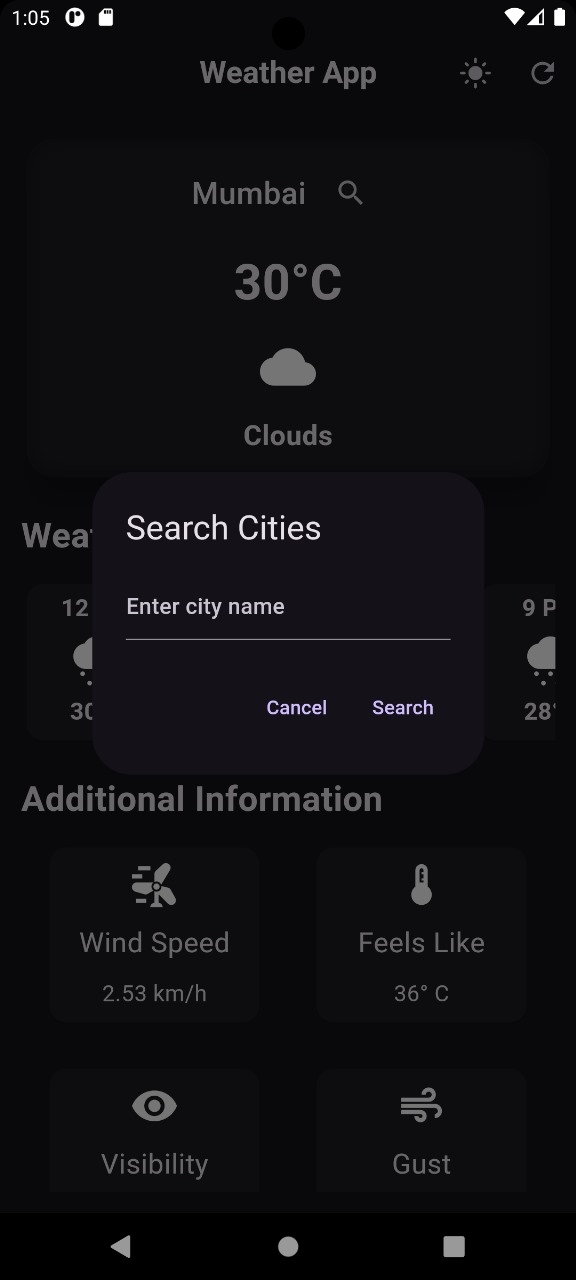 1:05
Weather App
Mumbai
30°C
Clouds
Search Cities
Enter city name
Cancel Search
Weat
12
9 P
30
28°
Additional Information
Wind Speed Feels Like
2.53 km/h 36° C
Visibility Gust